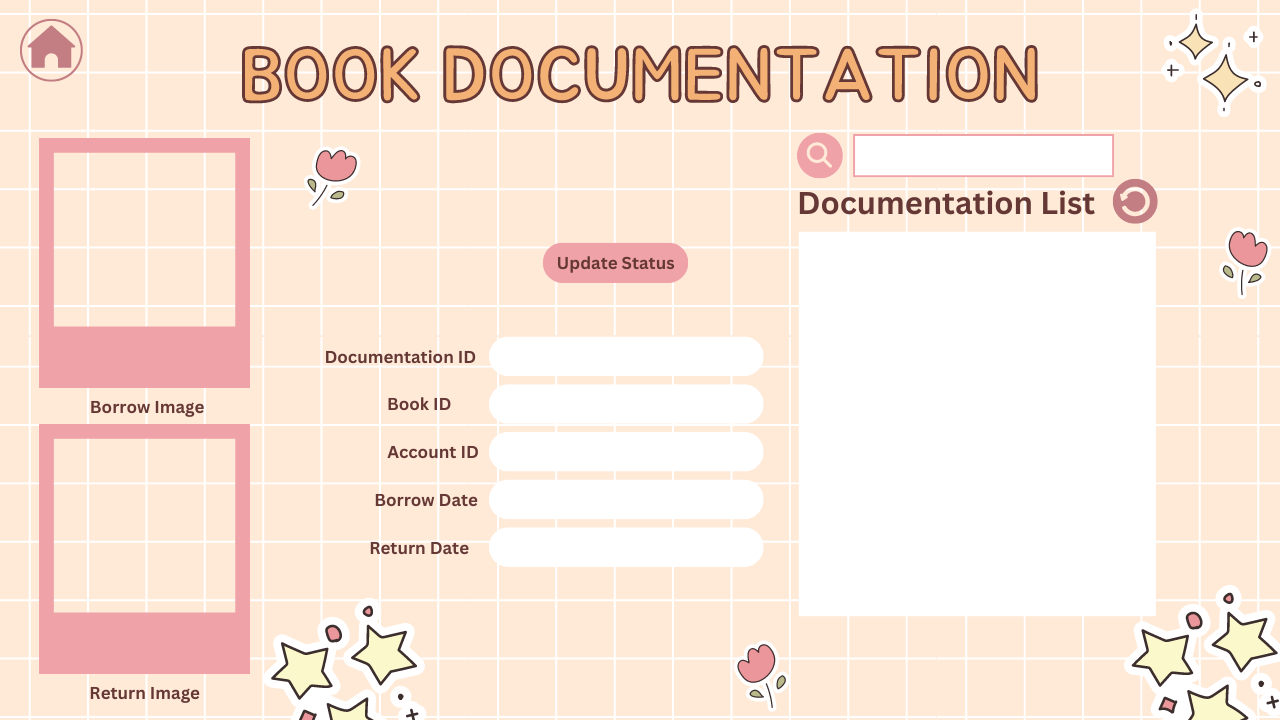 BOOK DOCUMENTATION
Documentation List
Update Status
Documentation ID
Book ID
Account ID
Borrow Date
Return Date
Borrow Image
Return Image